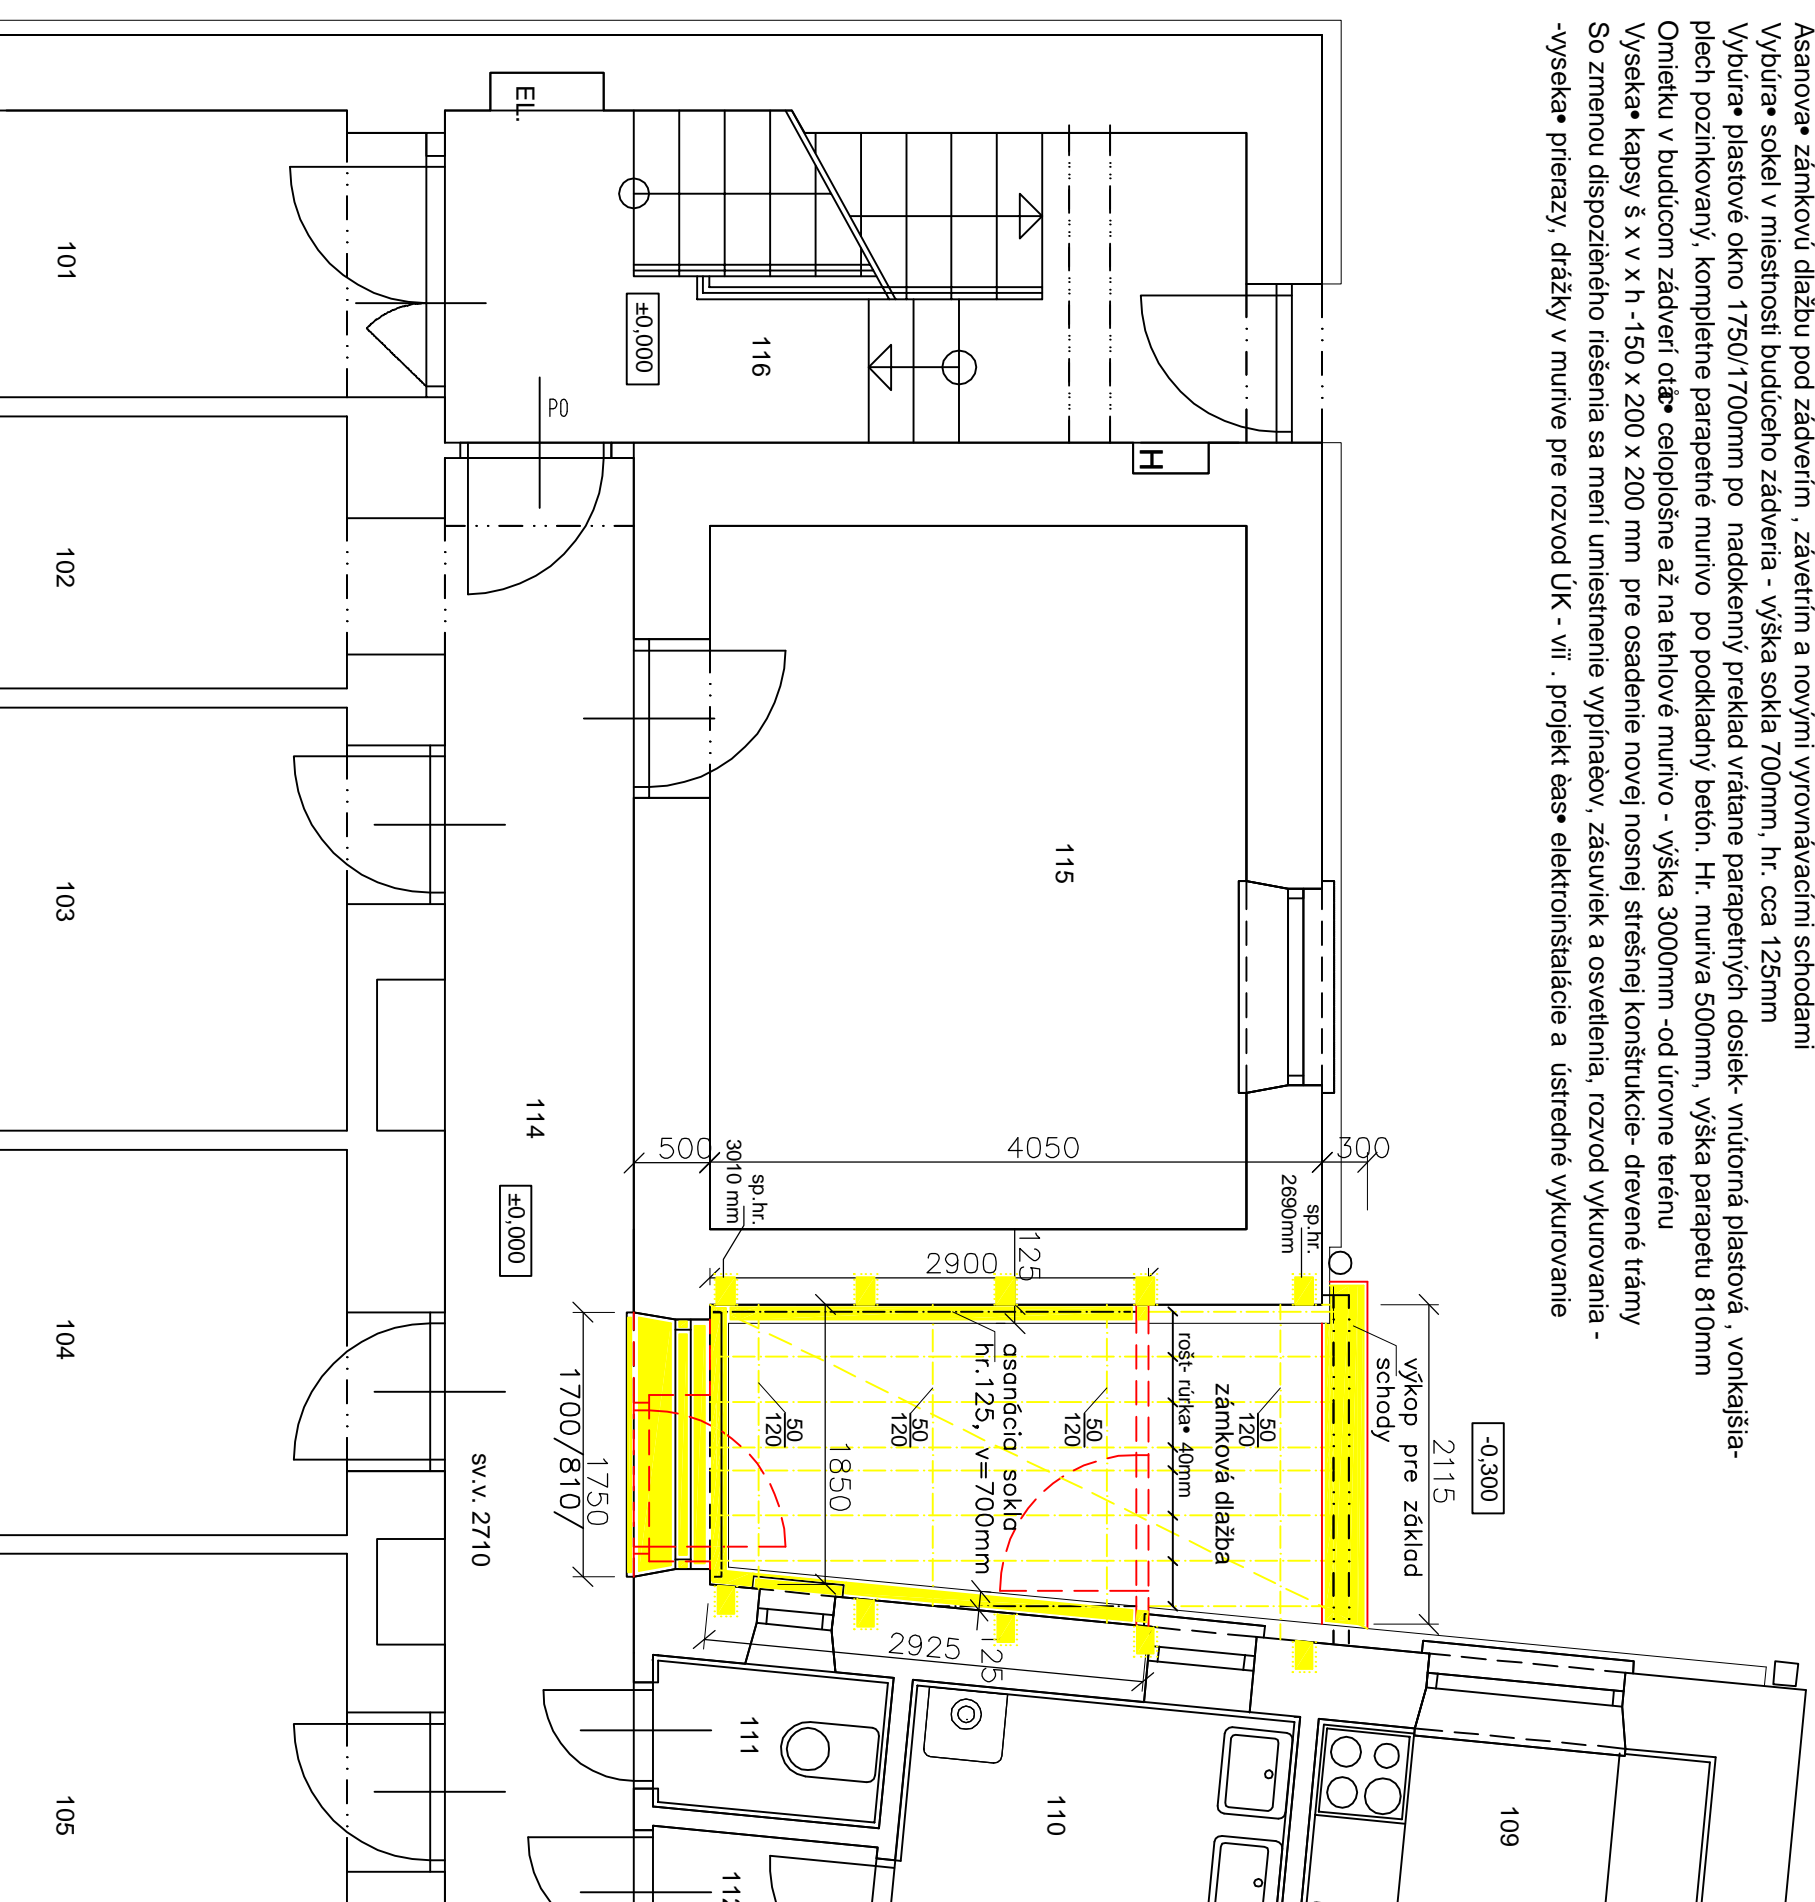 Asanova• zámkovú dlažbu pod zádverím , závetrím a novými vyrovnávacími schodami
Vybúra• sokel v miestnosti budúceho zádveria - výška sokla 700mm, hr. cca 125mm
Vybúra• plastové okno 1750/1700mm po nadokenný preklad vrátane parapetných dosiek- vnútorná plastová , vonkajšia-
plech pozinkovaný, kompletne parapetné murivo po podkladný betón. Hr. muriva 500mm, výška parapetu 810mm
Omietku v budúcom zádverí celoplošne až na tehlové murivo - výška 3000mm -od úrovne terénu
Vyseka• kapsy š x v x h -150 x 200 x 200 mm pre osadenie novej nosnej strešnej konštrukcie- drevené trámy
So zmenou dispozièného riešenia sa mení umiestnenie vypínaèov, zásuviek a osvetlenia, rozvod vykurovania -
-vyseka• prierazy, drážky v murive pre rozvod ÚK - viï . projekt èas• elektroinštalácie a ústredné vykurovanie
EL.
H
PO
±0,000
116
101
102
103
104
105
115
114
±0,000
sv.v. 2710
500
4050
300
sp.hr.
3010 mm
sp.hr.
2690mm
2900
125
výkop pre základ
schody
2115
-0,300
rošt- rúrka• 40mm
zámková dlažba
asanácia sokla
hr.125, v=700mm
50
120
50
120
50
120
50
120
1850
1750
1700/810/
2925
125
111
110
109